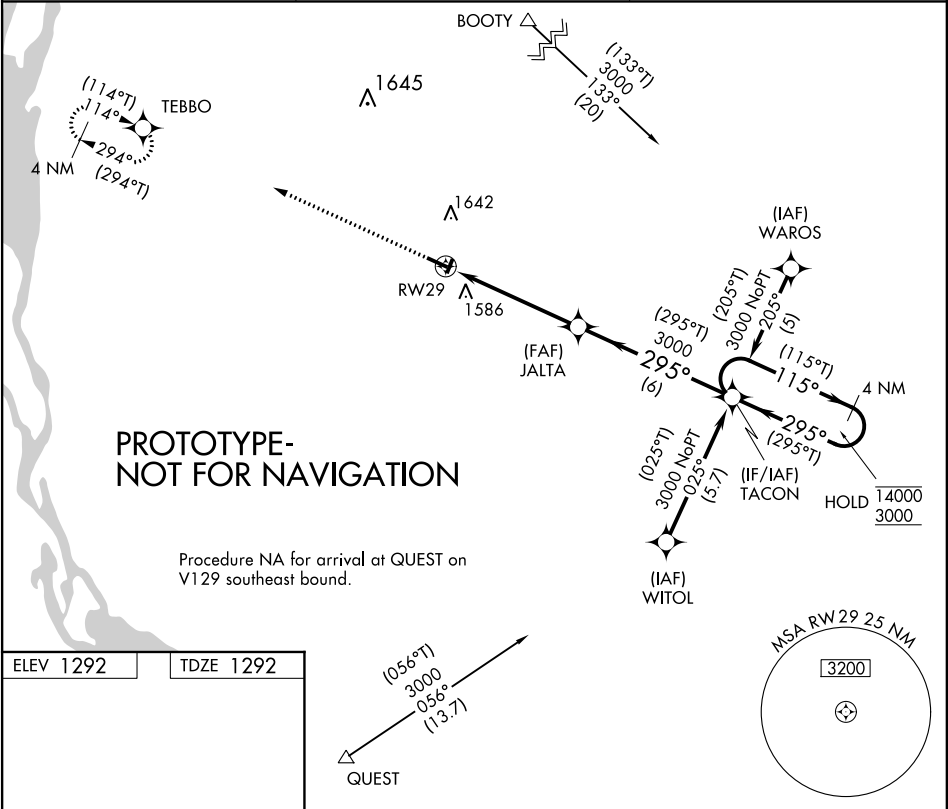 BOOTY
(133°T)
3000
133°
(20)
1645
(114°T)
114°
TEBBO
294°
(294°T)
4 NM
1642
(IAF)
WAROS
RW29
1586
(205°T)
3000 NoPT
205°
(5)
(295°T)
3000
295°
(6)
(FAF)
JALTA
(115°T)
115°
4 NM
295°
(295°T)
PROTOTYPE-
NOT FOR NAVIGATION
(025°T)
3000 NoPT
025°
(5.7)
(IF/IAF)
TACON
HOLD
14000
3000
Procedure NA for arrival at QUEST on
V129 southeast bound.
(IAF)
WITOL
MSA RW29 25 NM
3200
ELEV 1292
TDZE 1292
(056°T)
3000
056°
(13.7)
QUEST